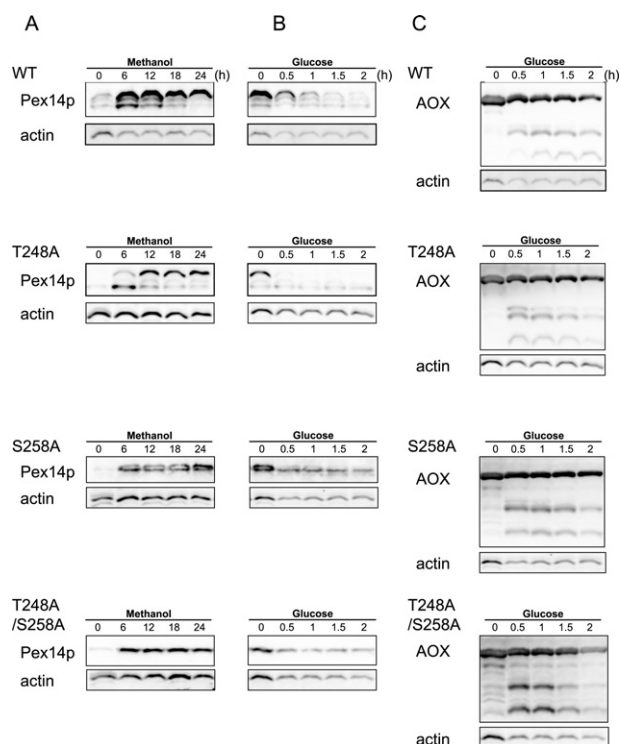 A B C
Methanol Glucose Glucose
WT 0 6 12 18 24 (h) 0 0.5 1 1.5 2 (h) WT 0 0.5 1 1.5 2 (h)
Pex14p AOX
actin actin
Methanol Glucose Glucose
T248A 0 6 12 18 24 0 0.5 1 1.5 2 T248A 0 0.5 1 1.5 2
Pex14p AOX
actin actin
Methanol Glucose Glucose
S258A 0 6 12 18 24 0 0.5 1 1.5 2 S258A 0 0.5 1 1.5 2
Pex14p AOX
actin actin
T248A Methanol Glucose T248A Glucose
/S258A 0 6 12 18 24 0 0.5 1 1.5 2 /S258A 0 0.5 1 1.5 2
Pex14p AOX
actin actin